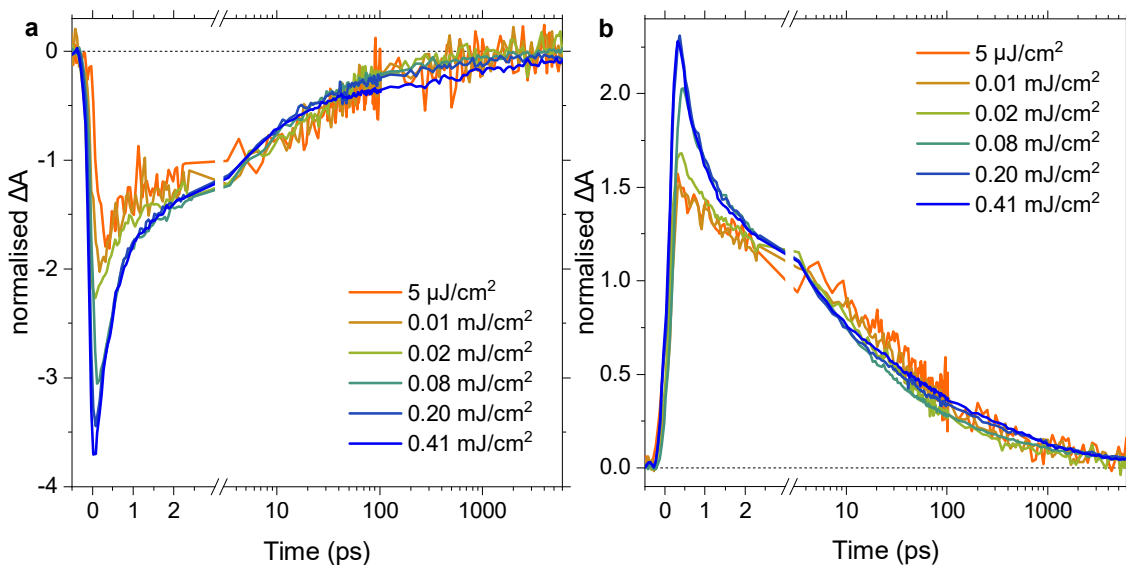 a
normalised ΔA
0
-1
-2
-3
-4
5 µJ/cm²
0.01 mJ/cm²
0.02 mJ/cm²
0.08 mJ/cm²
0.20 mJ/cm²
0.41 mJ/cm²
0 1 2 10 100 1000
Time (ps)
b
normalised ΔA
2.0
1.5
1.0
0.5
0.0
5 µJ/cm²
0.01 mJ/cm²
0.02 mJ/cm²
0.08 mJ/cm²
0.20 mJ/cm²
0.41 mJ/cm²
0 1 2 10 100 1000
Time (ps)